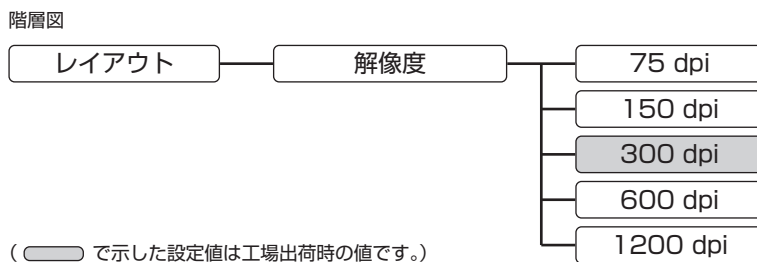 階層図
レイアウト 解像度 75 dpi
150 dpi
300 dpi
600 dpi
1200 dpi
( で示した設定値は工場出荷時の値です。)